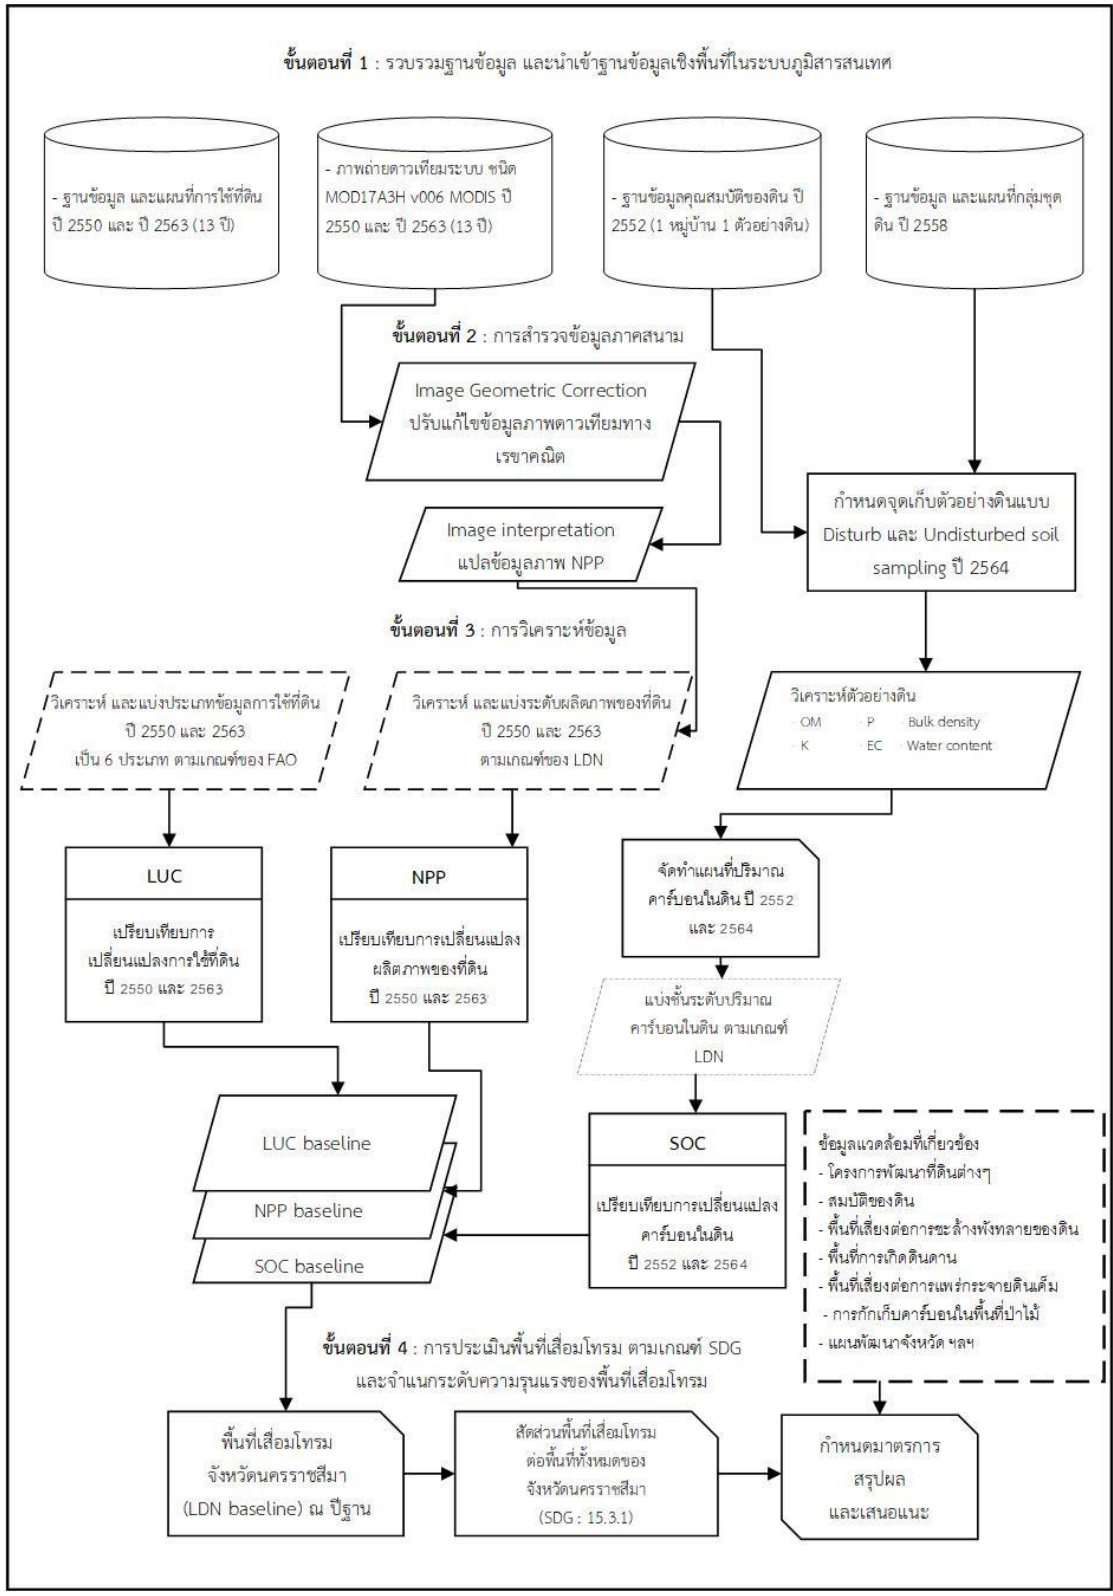 ขั้นตอนที่ 1 : รวบรวมฐานข้อมูล และนำเข้าฐานข้อมูลเชิงพื้นที่ในระบบภูมิสารสนเทศ
- ฐานข้อมูล และแผนที่การใช้ที่ดิน
ปี 2550 และ ปี 2563 (13 ปี)
- ภาพถ่ายดาวเทียมระบบ ชนิด
MOD17A3H v006 MODIS ปี
2550 และ ปี 2563 (13 ปี)
- ฐานข้อมูลคุณสมบัติของดิน ปี
2552 (1 หมู่บ้าน 1 ตัวอย่างดิน)
- ฐานข้อมูล และแผนที่กลุ่มชุด
ดิน ปี 2558
ขั้นตอนที่ 2 : การสำรวจข้อมูลภาคสนาม
Image Geometric Correction
ปรับแก้ไขข้อมูลภาพดาวเทียมทาง
เรขาคณิต
Image interpretation
แปลข้อมูลภาพ NPP
กำหนดจุดเก็บตัวอย่างดินแบบ
Disturb และ Undisturbed soil
sampling ปี 2564
ขั้นตอนที่ 3 : การวิเคราะห์ข้อมูล
วิเคราะห์ และแบ่งประเภทข้อมูลการใช้ที่ดิน
ปี 2550 และ 2563
เป็น 6 ประเภท ตามเกณฑ์ของ FAO
วิเคราะห์ และแบ่งระดับผลิตภาพของที่ดิน
ปี 2550 และ 2563
ตามเกณฑ์ของ LDN
วิเคราะห์ตัวอย่างดิน
· OM · P · Bulk density
· K · EC · Water content
LUC
เปรียบเทียบการ
เปลี่ยนแปลงการใช้ที่ดิน
ปี 2550 และ 2563
NPP
เปรียบเทียบการเปลี่ยนแปลง
ผลิตภาพของที่ดิน
ปี 2550 และ 2563
จัดทำแผนที่ปริมาณ
คาร์บอนในดิน ปี 2552
และ 2564
แบ่งชั้นระดับปริมาณ
คาร์บอนในดิน ตามเกณฑ์
LDN
SOC
เปรียบเทียบการเปลี่ยนแปลง
คาร์บอนในดิน
ปี 2552 และ 2564
LUC baseline
NPP baseline
SOC baseline
ข้อมูลแวดล้อมที่เกี่ยวข้อง
- โครงการพัฒนาที่ดินต่างๆ
- สมบัติของดิน
- พื้นที่เสี่ยงต่อการชะล้างพังทลายของดิน
- พื้นที่การเกิดดินดาน
- พื้นที่เสี่ยงต่อการแพร่กระจายดินเค็ม
- การกักเก็บคาร์บอนในพื้นที่ป่าไม้
- แผนพัฒนาจังหวัด ฯลฯ
ขั้นตอนที่ 4 : การประเมินพื้นที่เสื่อมโทรม ตามเกณฑ์ SDG
และจำแนกระดับความรุนแรงของพื้นที่เสื่อมโทรม
พื้นที่เสื่อมโทรม
จังหวัดนครราชสีมา
(LDN baseline) ณ ปีฐาน
สัดส่วนพื้นที่เสื่อมโทรม
ต่อพื้นที่ทั้งหมดของ
จังหวัดนครราชสีมา
(SDG : 15.3.1)
กำหนดมาตรการ
สรุปผล
และเสนอแนะ